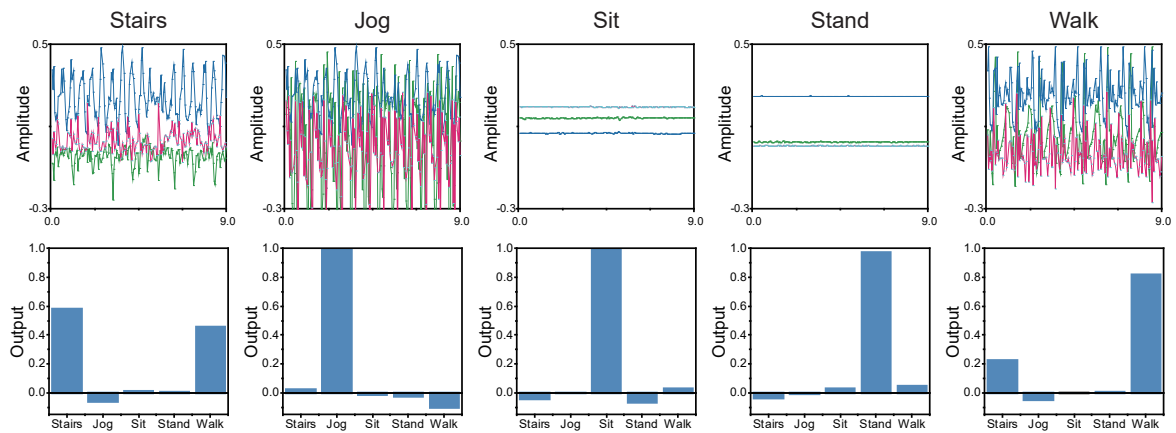 Stairs Jog Sit Stand Walk
0.5 0.5 0.5 0.5 0.5
Amplitude Amplitude Amplitude Amplitude Amplitude
-0.3 -0.3 -0.3 -0.3 -0.3
0.0 9.0 0.0 9.0 0.0 9.0 0.0 9.0 0.0 9.0
1.0 1.0 1.0 1.0 1.0
0.8 0.8 0.8 0.8 0.8
0.6 0.6 0.6 0.6 0.6
Output Output Output Output Output
0.4 0.4 0.4 0.4 0.4
0.2 0.2 0.2 0.2 0.2
0.0 0.0 0.0 0.0 0.0
Stairs Jog Sit Stand Walk Stairs Jog Sit Stand Walk Stairs Jog Sit Stand Walk Stairs Jog Sit Stand Walk Stairs Jog Sit Stand Walk